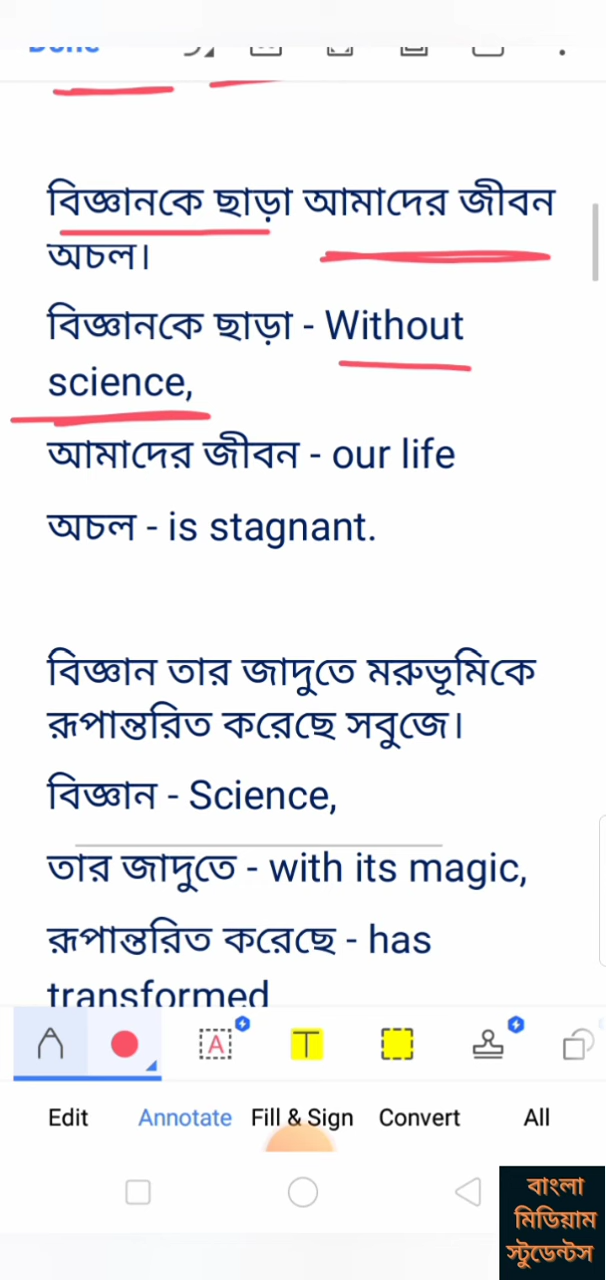 Done
বিজ্ঞানকে ছাড়া আমাদের জীবন
অচল।
বিজ্ঞানকে ছাড়া - Without
science,
আমাদের জীবন - our life
অচল - is stagnant.
বিজ্ঞান তার জাদুতে মরুভূমিকে
রূপান্তরিত করেছে সবুজে।
বিজ্ঞান - Science,
তার জাদুতে - with its magic,
রূপান্তরিত করেছে - has
transformed
A
T
Edit Annotate Fill & Sign Convert All
বাংলা
মিডিয়াম
স্টুডেন্টস